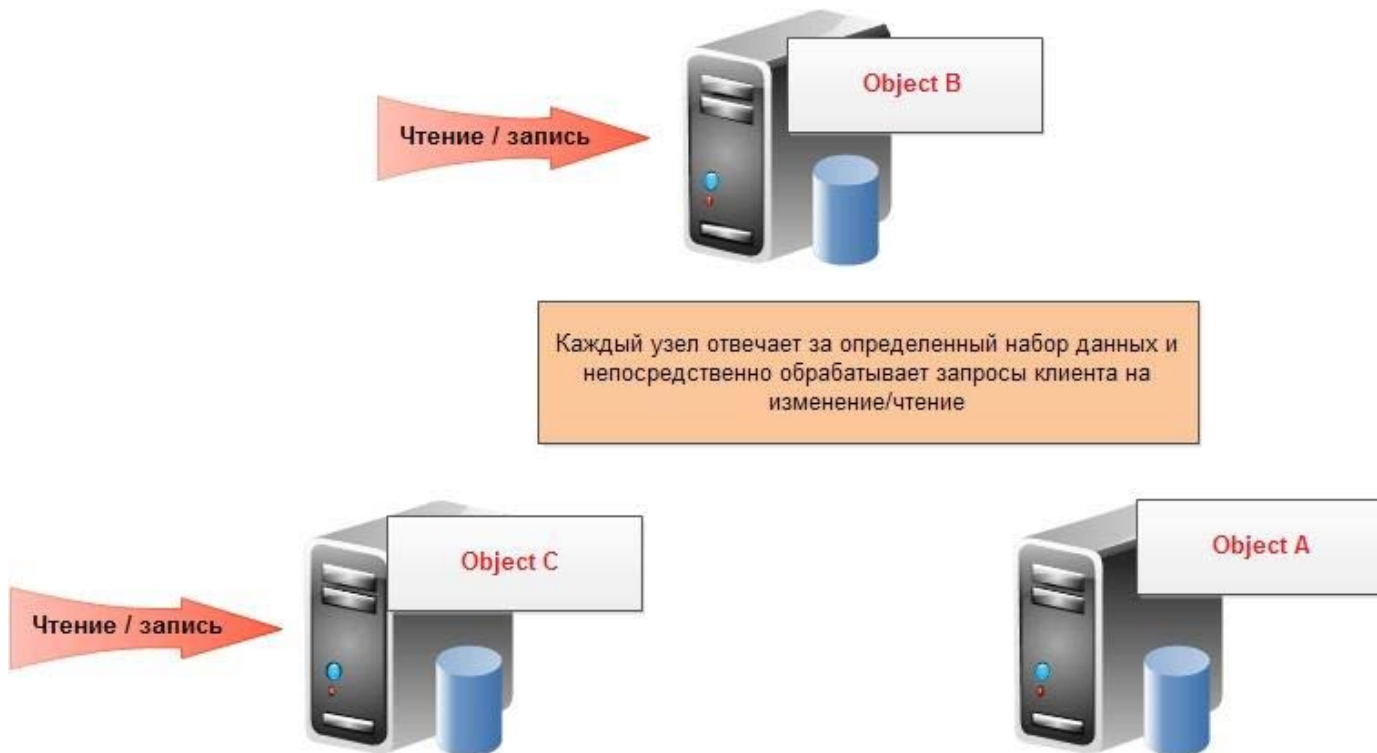 Object B
Чтение / запись
Каждый узел отвечает за определенный набор данных и
непосредственно обрабатывает запросы клиента на
изменение/чтение
Object C
Object A
Чтение / запись